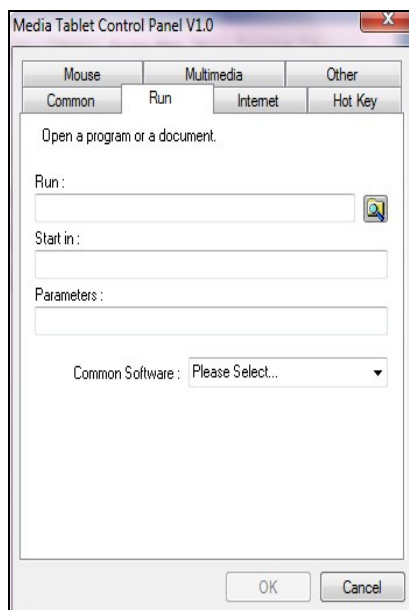 Media Tablet Control Panel V1.0
Mouse Multimedia Other
Common Run Internet Hot Key
Open a program or a document.
Run :
Start in :
Parameters :
Common Software : Please Select...
OK Cancel